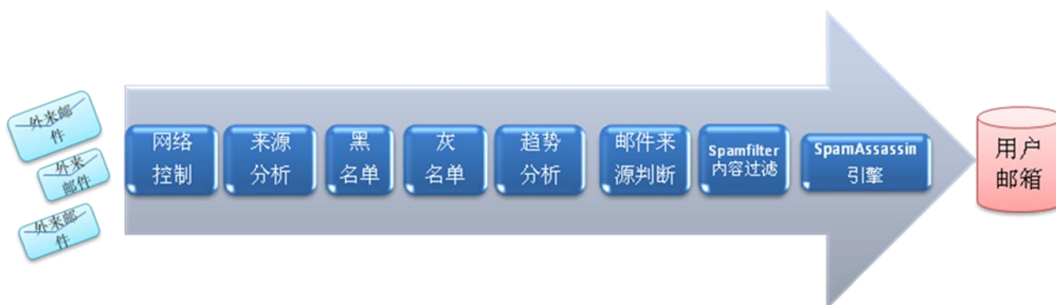 外来邮
件
外来
邮件
外来邮
件
网络
控制
来源
分析
黑
名单
灰
名单
趋势
分析
邮件来
源判断
Spamfilter
内容过滤
SpamAssassin
引擎
用户
邮箱